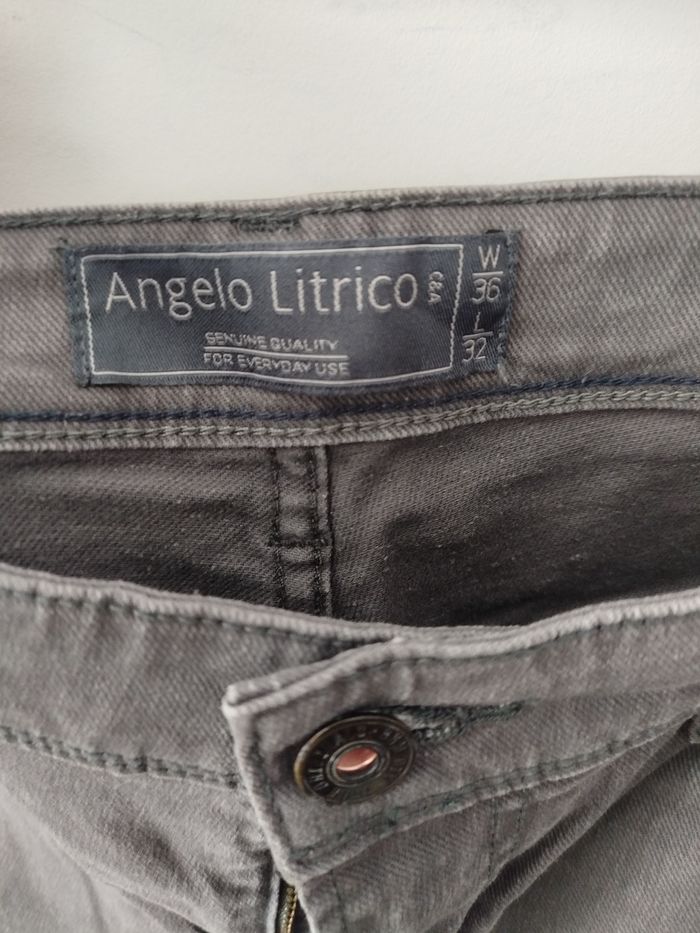 Angelo Litrico
C&A
GENUINE QUALITY
FOR EVERYDAY USE
W
36
L
32